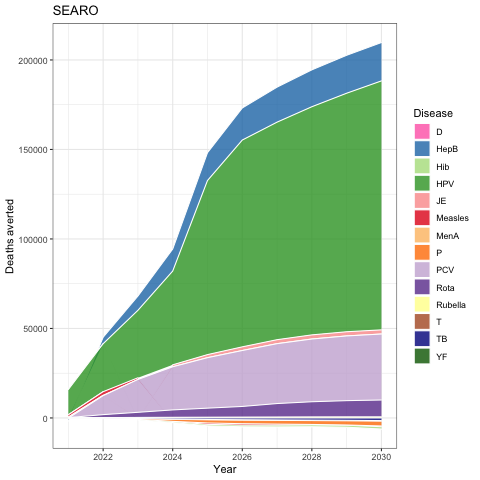 SEARO
200000
150000
100000
50000
0
Deaths averted
2022
2024
2026
2028
2030
Year
Disease
D
HepB
Hib
HPV
JE
Measles
MenA
P
PCV
Rota
Rubella
T
TB
YF